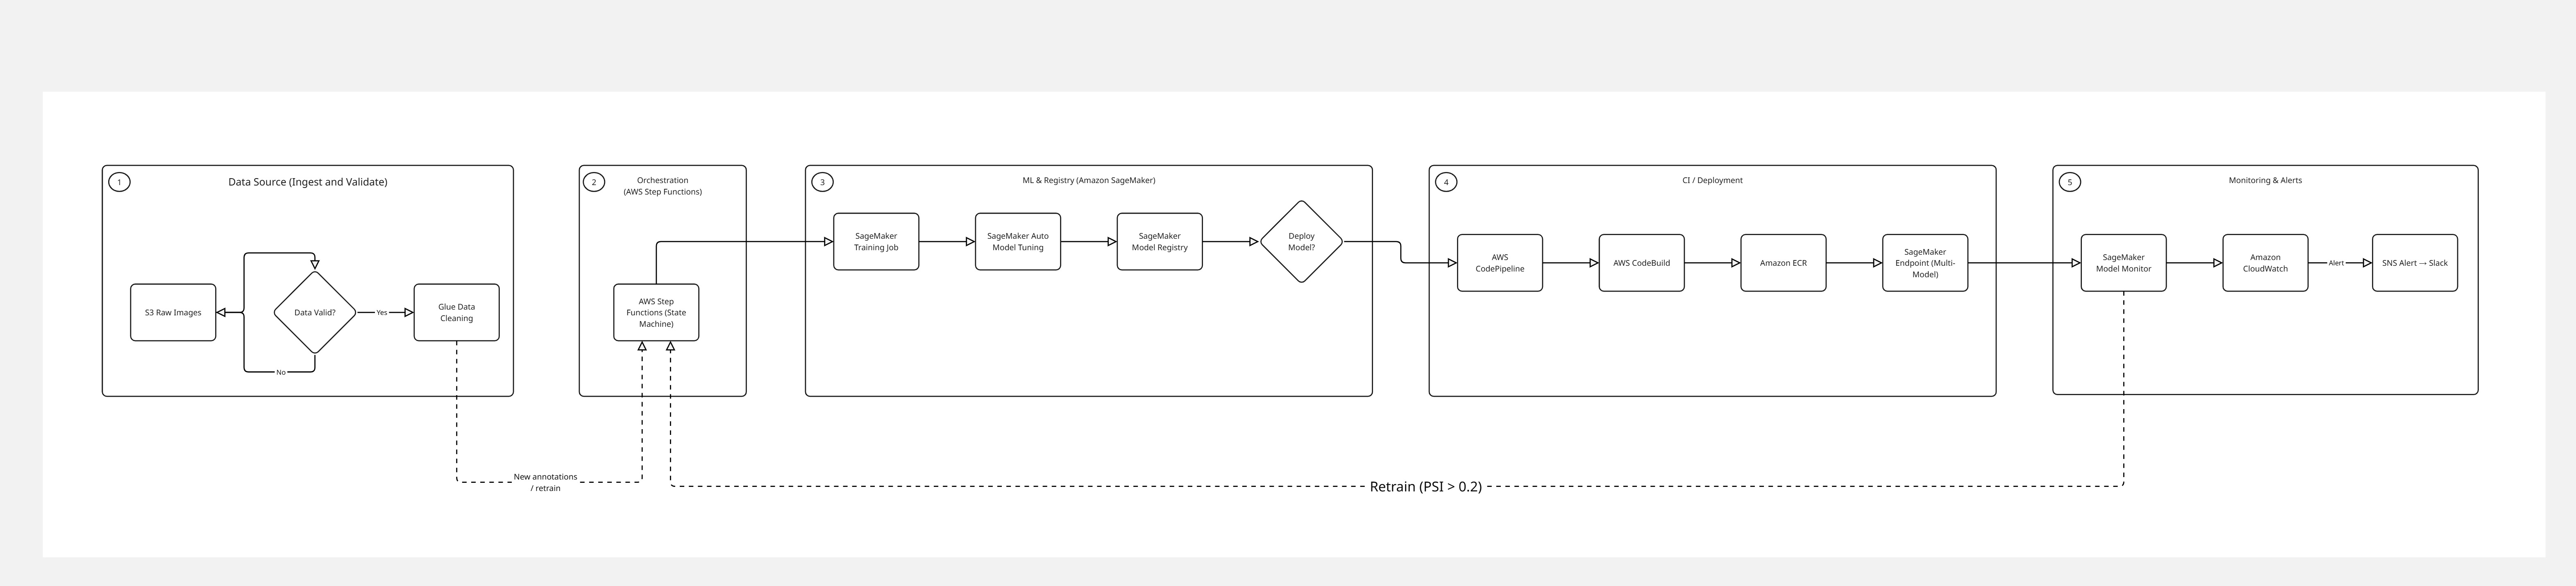 1
Data Source (Ingest and Validate)
S3 Raw Images
Data Valid?
Yes
No
Glue Data
Cleaning
New annotations
/ retrain
2
Orchestration
(AWS Step Functions)
AWS Step
Functions (State
Machine)
3
ML & Registry (Amazon SageMaker)
SageMaker
Training Job
SageMaker Auto
Model Tuning
SageMaker
Model Registry
Deploy
Model?
4
CI / Deployment
AWS
CodePipeline
AWS CodeBuild
Amazon ECR
SageMaker
Endpoint (Multi-
Model)
5
Monitoring & Alerts
SageMaker
Model Monitor
Amazon
CloudWatch
Alert
SNS Alert → Slack
Retrain (PSI > 0.2)